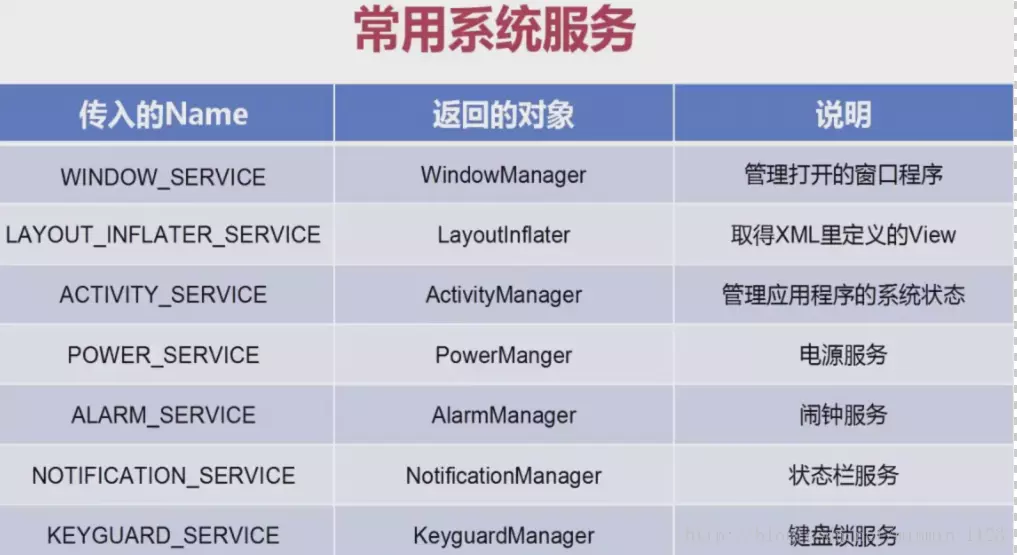 常用系统服务
传入的Name 返回的对象 说明
WINDOW_SERVICE WindowManager 管理打开的窗口程序
LAYOUT_INFLATER_SERVICE LayoutInflater 取得XML里定义的View
ACTIVITY_SERVICE ActivityManager 管理应用程序的系统状态
POWER_SERVICE PowerManger 电源服务
ALARM_SERVICE AlarmManager 闹钟服务
NOTIFICATION_SERVICE NotificationManager 状态栏服务
KEYGUARD_SERVICE KeyguardManager 键盘锁服务